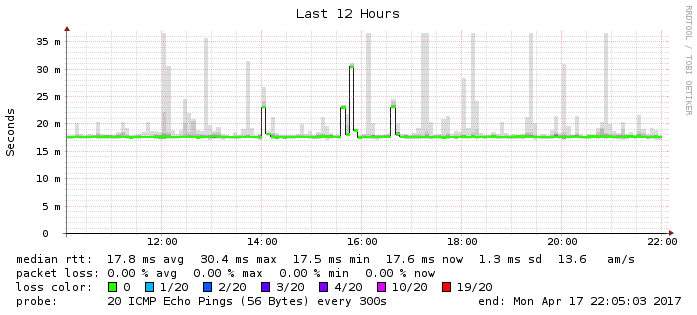 Last 12 Hours
RRDTOOL / TOBI OETIKER
Seconds
35 m
30 m
25 m
20 m
15 m
10 m
5 m
0
12:00 14:00 16:00 18:00 20:00 22:00
median rtt: 17.8 ms avg 30.4 ms max 17.5 ms min 17.6 ms now 1.3 ms sd 13.6 am/s
packet loss: 0.00 % avg 0.00 % max 0.00 % min 0.00 % now
loss color: 0 1/20 2/20 3/20 4/20 10/20 19/20
probe: 20 ICMP Echo Pings (56 Bytes) every 300s end: Mon Apr 17 22:05:03 2017